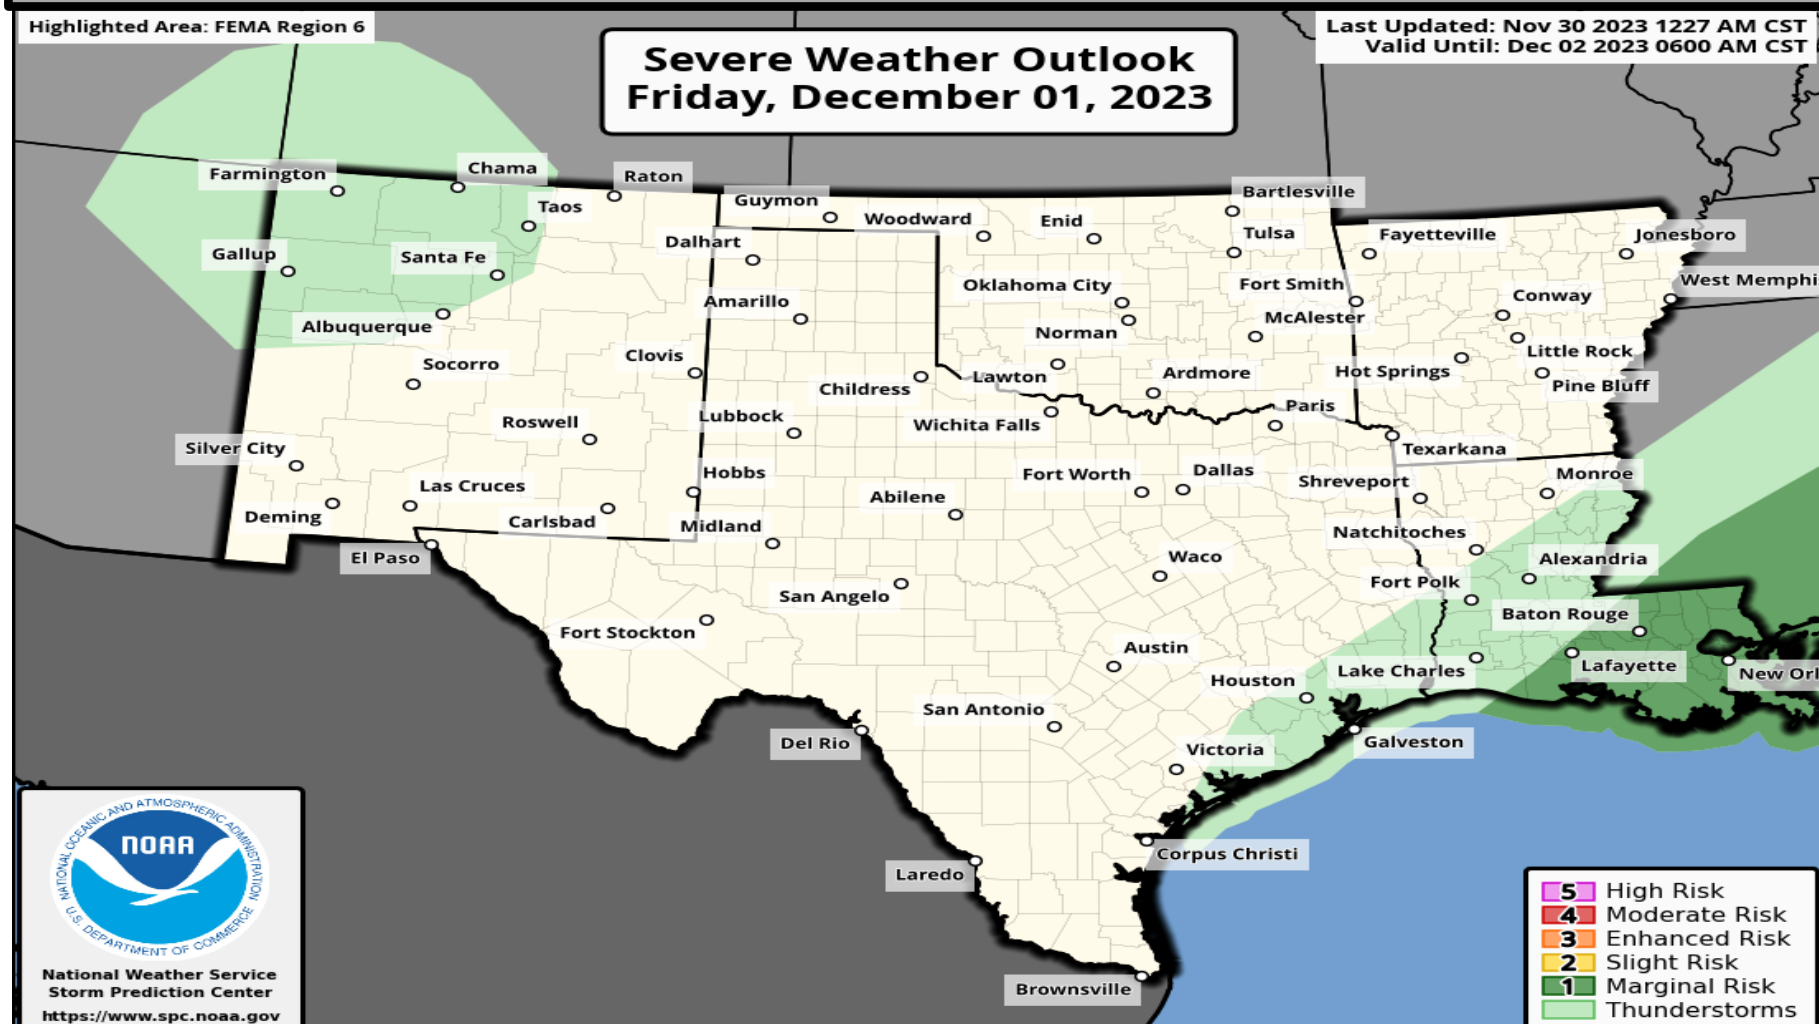 Highlighted Area: FEMA Region 6
Severe Weather Outlook
Friday, December 01, 2023
Last Updated: Nov 30 2023 1227 AM CST
Valid Until: Dec 02 2023 0600 AM CST
Farmington
Chama
Raton
Taos
Guymon
Woodward
Enid
Bartlesville
Tulsa
Fayetteville
Jonesboro
Gallup
Santa Fe
Dalhart
Oklahoma City
Fort Smith
Conway
West Memphi
Albuquerque
Amarillo
Norman
McAlester
Little Rock
Socorro
Clovis
Childress
Lawton
Ardmore
Hot Springs
Pine Bluff
Roswell
Lubbock
Wichita Falls
Paris
Texarkana
Silver City
Las Cruces
Hobbs
Abilene
Fort Worth
Dallas
Shreveport
Monroe
Deming
Carlsbad
Midland
Natchitoches
El Paso
Waco
Alexandria
San Angelo
Fort Polk
Fort Stockton
Austin
Baton Rouge
Houston
Lake Charles
Lafayette
New Orl
San Antonio
Del Rio
Victoria
Galveston
Laredo
Corpus Christi
Brownsville
NATIONAL OCEANIC AND ATMOSPHERIC ADMINISTRATION
NOAA
U.S. DEPARTMENT OF COMMERCE
National Weather Service
Storm Prediction Center
https://www.spc.noaa.gov
5 High Risk
4 Moderate Risk
3 Enhanced Risk
2 Slight Risk
1 Marginal Risk
Thunderstorms